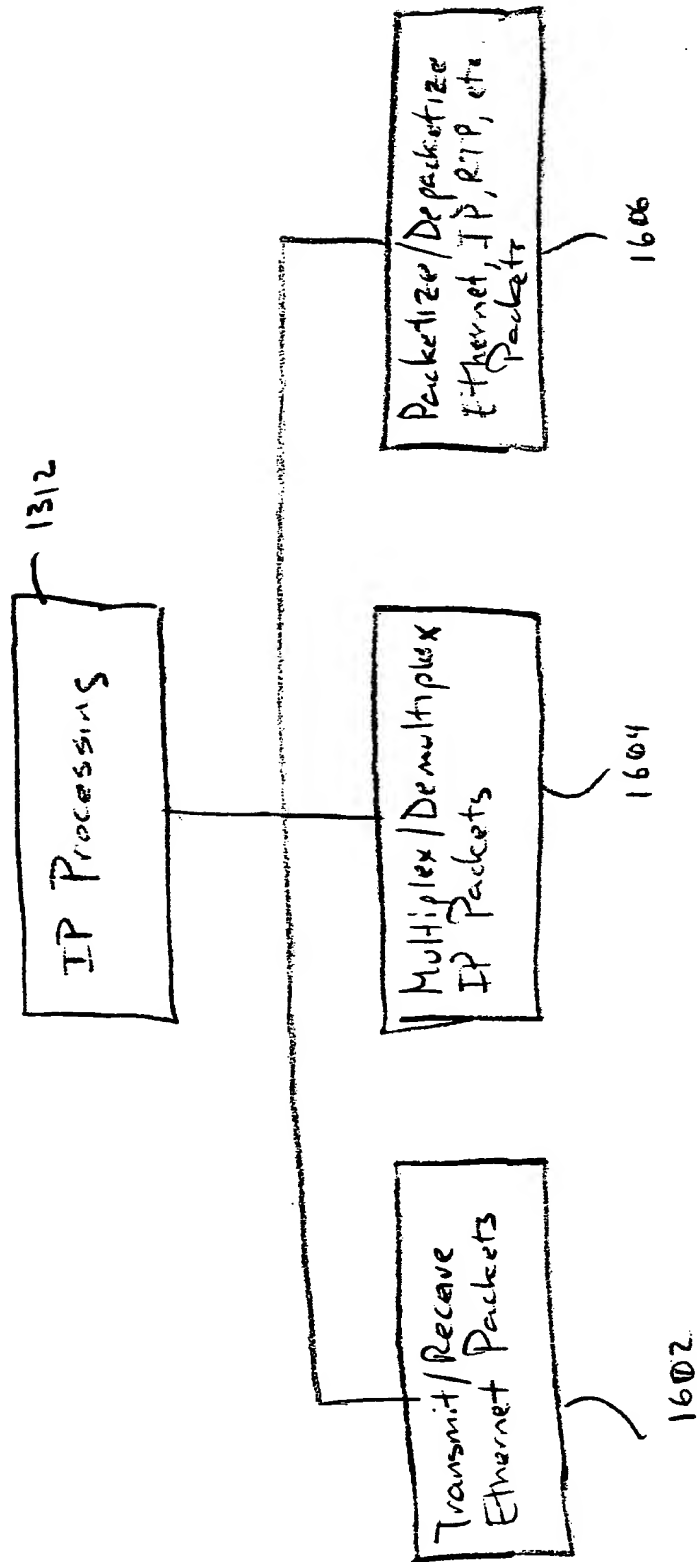 IP Processing
1312
Transmit/Receive
Ethernet Packets
1602
Multiplex/Demultiplex
IP Packets
1604
Packetize/Depacketize
Ethernet, IP, RTP, etc.
Packets
1606